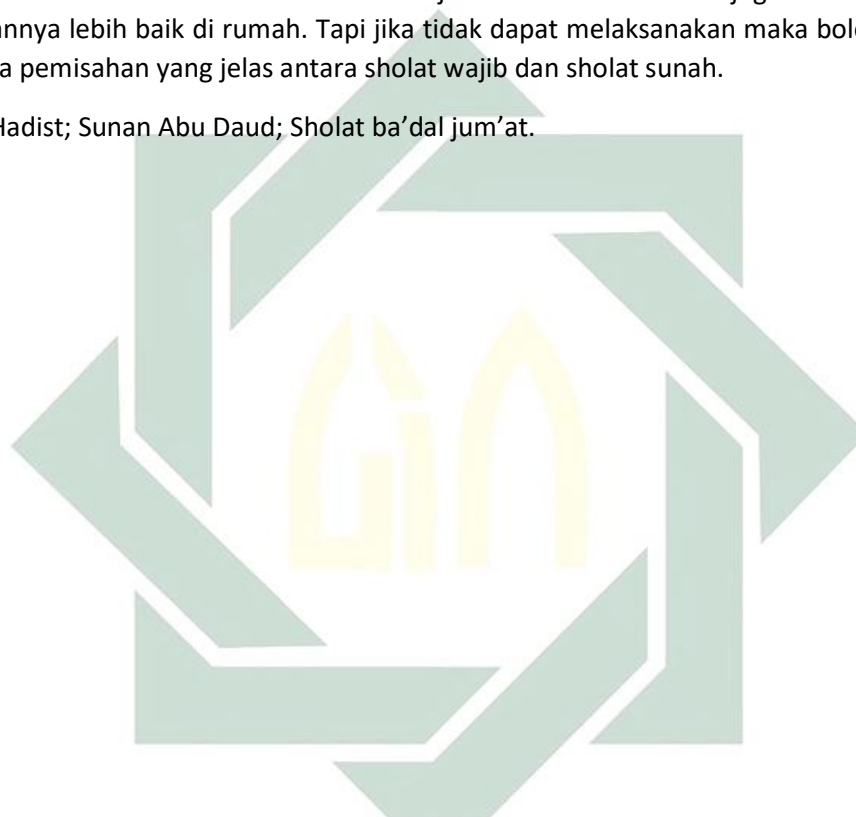 annya lebih baik di rumah. Tapi jika tidak dapat melaksanakan maka bol
a pemisahan yang jelas antara sholat wajib dan sholat sunah.
Hadist; Sunan Abu Daud; Sholat ba’dal jum’at.